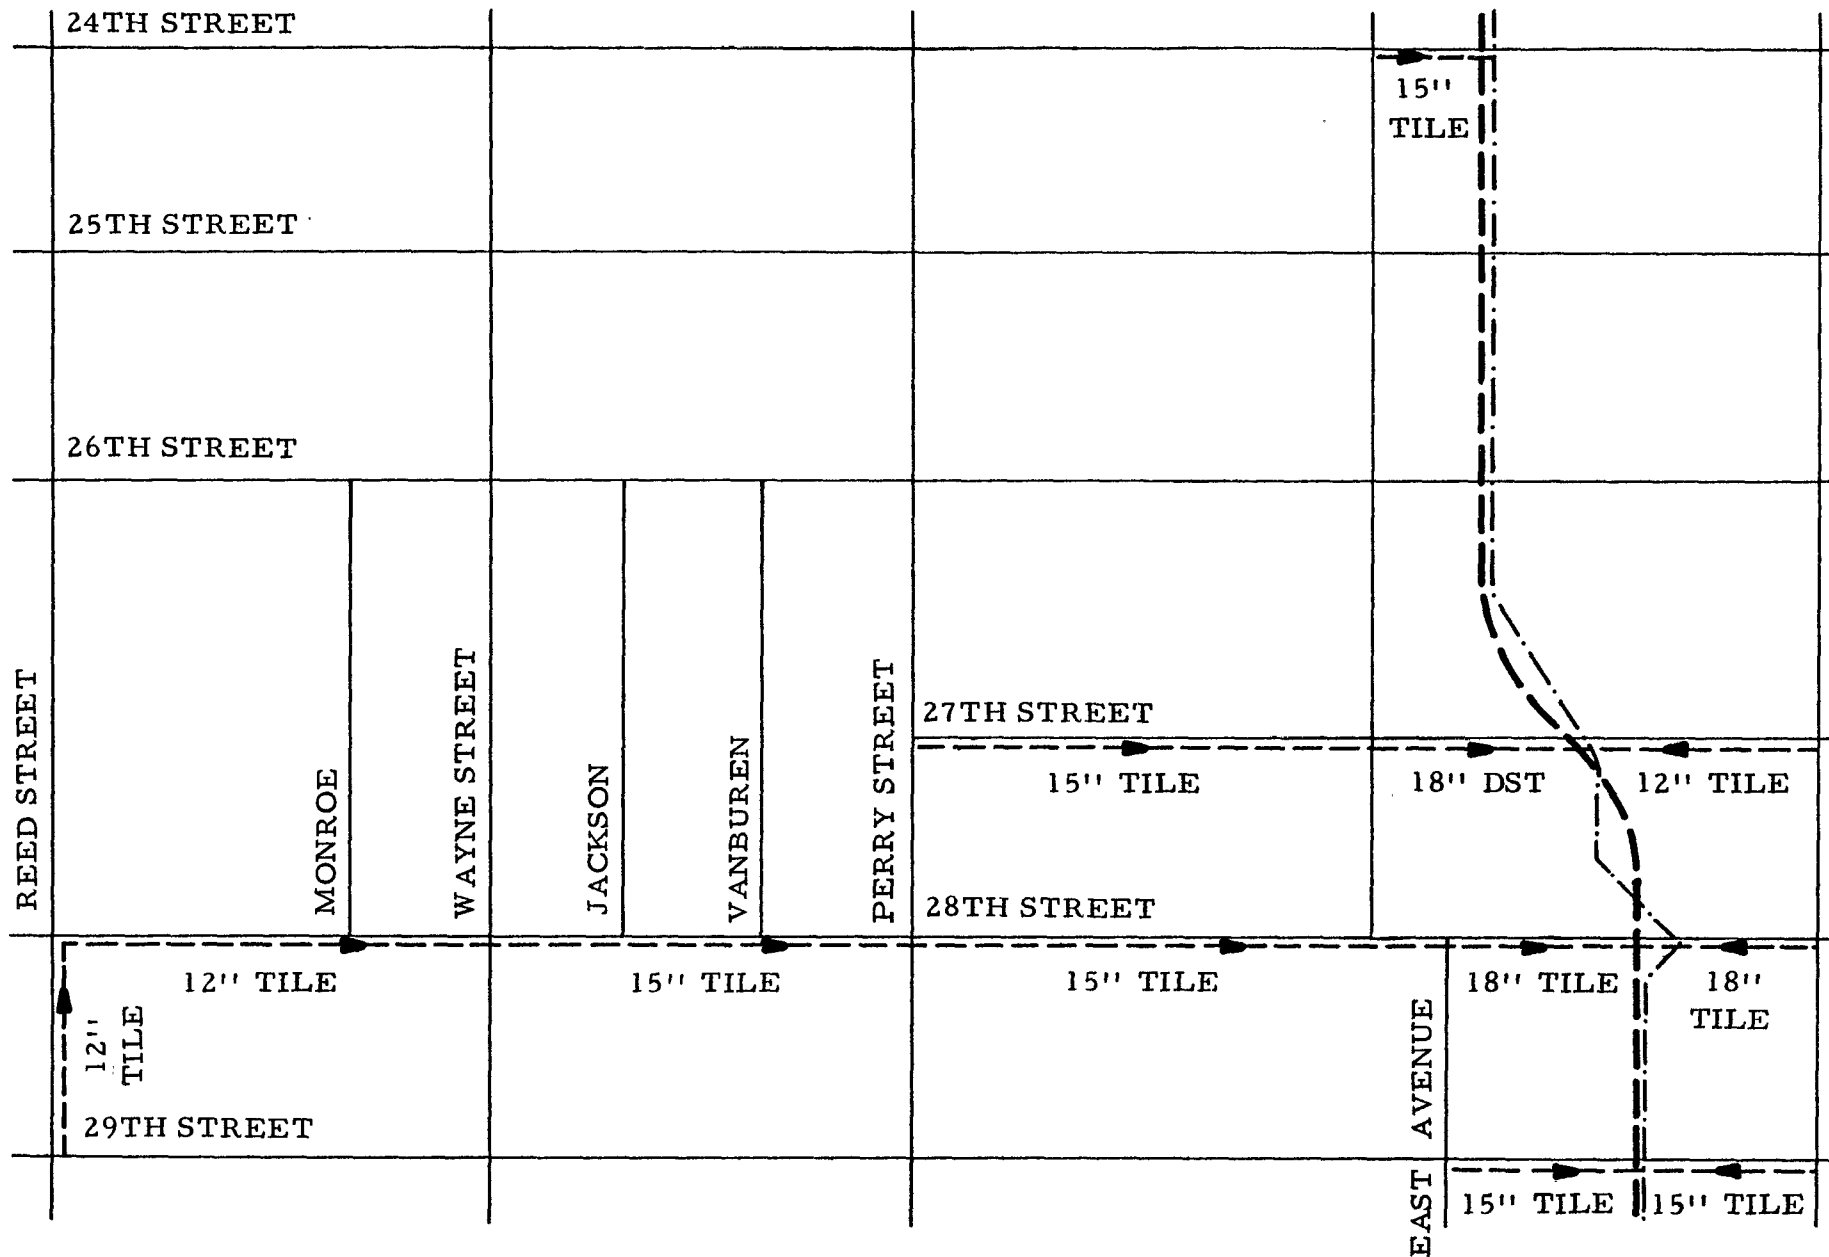 24TH STREET
15''
TILE
25TH STREET
26TH STREET
REED STREET
MONROE
WAYNE STREET
JACKSON
VANBUREN
PERRY STREET
27TH STREET
15'' TILE
18'' DST
12'' TILE
28TH STREET
12'' TILE
15'' TILE
15'' TILE
18'' TILE
18''
TILE
12''
TILE
29TH STREET
EAST AVENUE
15'' TILE
15'' TILE